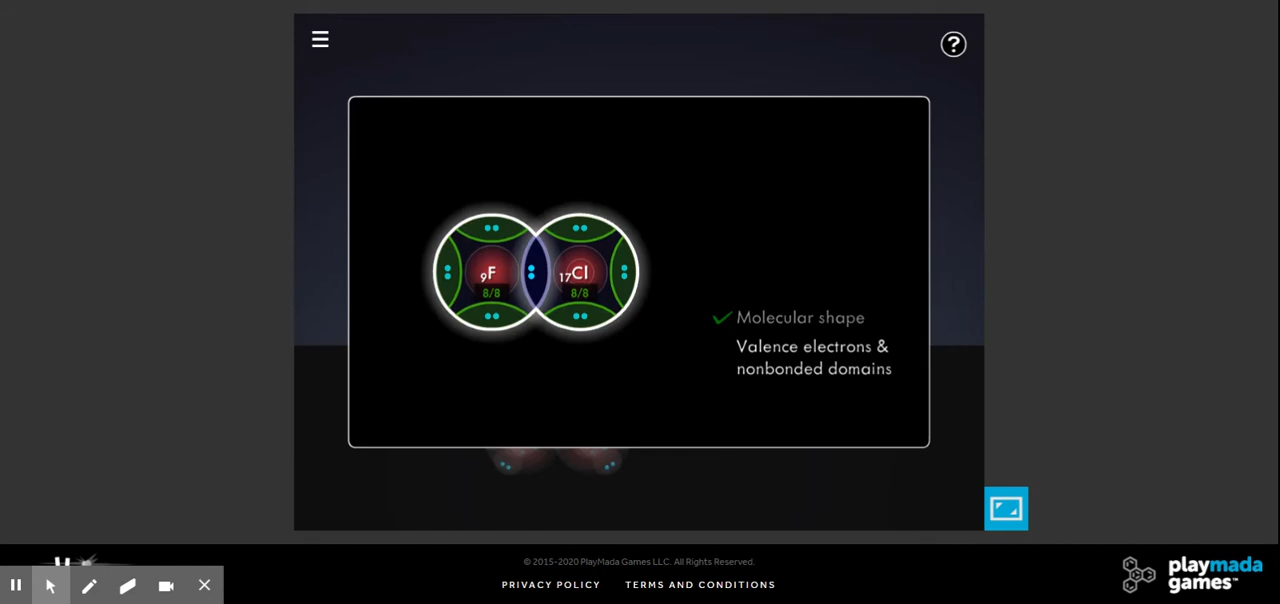 ?
9F
17Cl
8/8
8/8
Molecular shape
Valence electrons &
nonbonded domains
© 2015-2020 PlayMada Games LLC. All Rights Reserved.
PRIVACY POLICY
TERMS AND CONDITIONS
playmada
games™